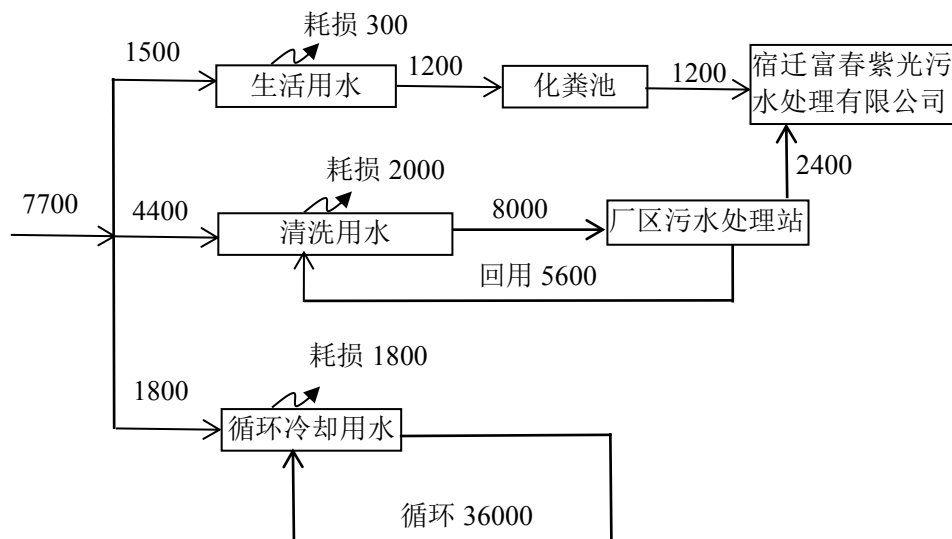 耗损 300
1500
生活用水
1200
化粪池
1200
宿迁富春紫光污
水处理有限公司
2400
耗损 2000
7700
4400
清洗用水
8000
厂区污水处理站
回用 5600
耗损 1800
1800
循环冷却用水
循环 36000